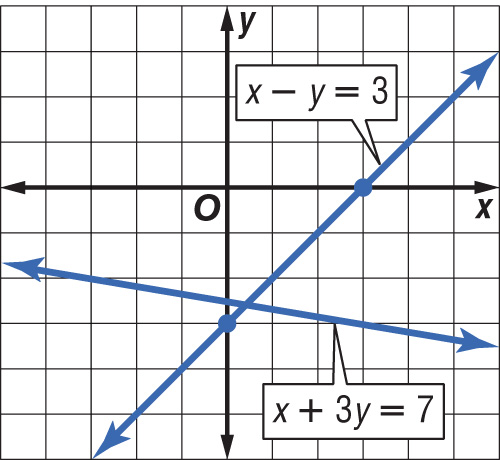 y
x − y = 3
O
x
x + 3y = 7